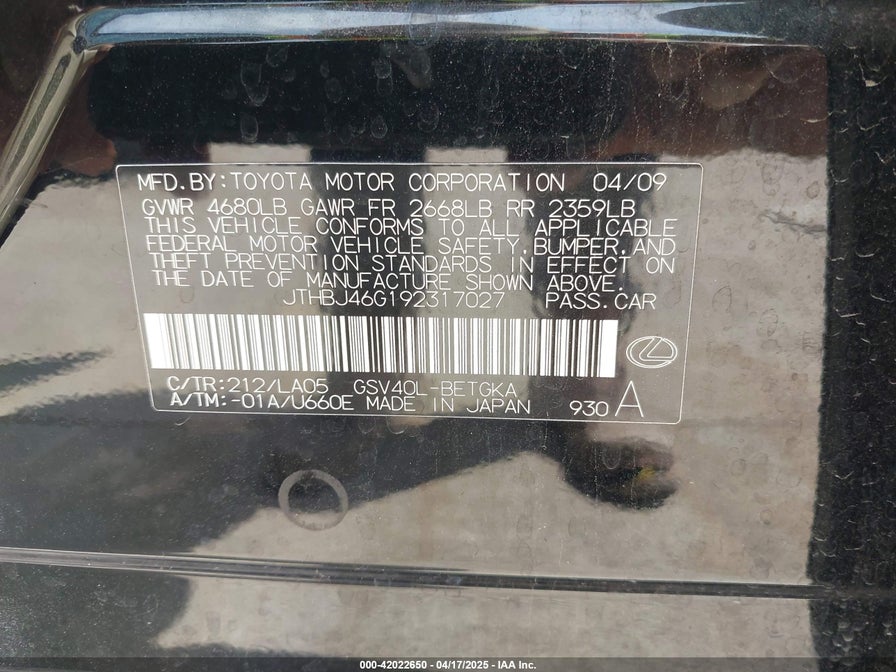 MFD.BY:TOYOTA MOTOR CORPORATION 04/09
GVWR 4680LB GAWR FR 2668LB RR 2359LB
THIS VEHICLE CONFORMS TO ALL APPLICABLE
FEDERAL MOTOR VEHICLE SAFETY,BUMPER,AND
THEFT PREVENTION STANDARDS IN EFFECT ON
THE DATE OF MANUFACTURE SHOWN ABOVE.
JTHBJ46G192317027 PASS.CAR
C/TR:212/LA05 GSV40L-BETGKA
A/TM:-01A/U660E MADE IN JAPAN 930 A
000-42022650 - 04/17/2025 - IAA Inc.